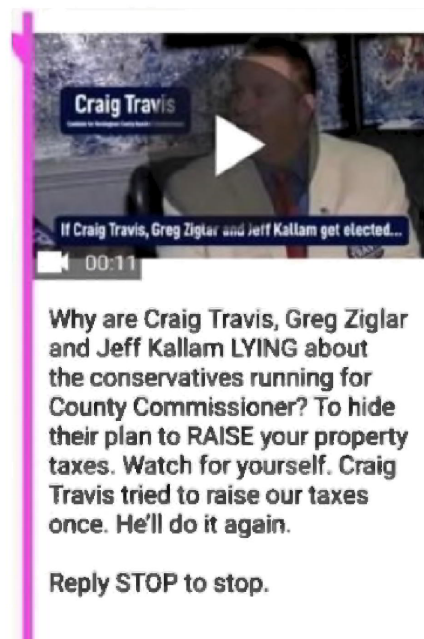 Craig Travis
If Craig Travis, Greg Ziglar and Jeff Kallam get elected...
00:11
Why are Craig Travis, Greg Ziglar
and Jeff Kallam LYING about
the conservatives running for
County Commissioner? To hide
their plan to RAISE your property
taxes. Watch for yourself. Craig
Travis tried to raise our taxes
once. He'll do it again.
Reply STOP to stop.